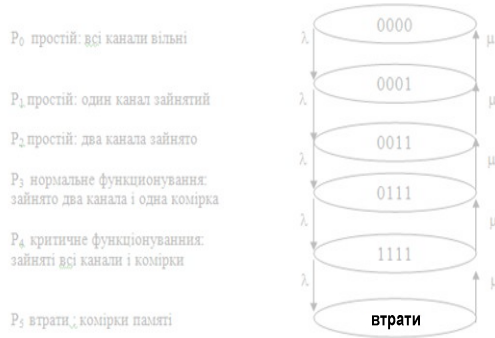 P₀ простій: всі канали вільні
0000
λ
μ
P₁ простій: один канал зайнятий
0001
λ
μ
P₂ простій: два канала зайнято
0011
λ
μ
P₃ нормальне функционування:
зайнято два канала і одна комірка
0111
λ
μ
P₄ критичне функціонуванния:
зайняті всі канали і комірки
1111
λ
μ
P₅ втрати ; комірки памяті
втрати